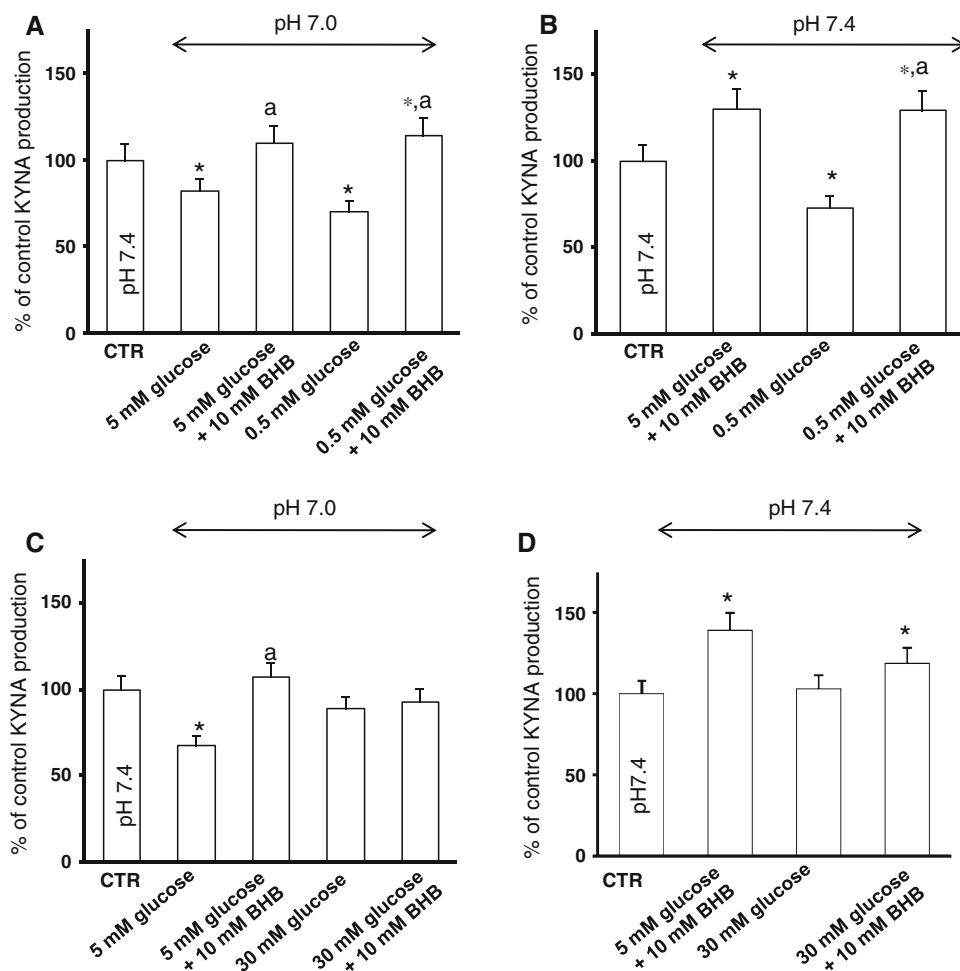 A
pH 7.0
% of control KYNA production
150
100
50
0
*
a
*
*,a
pH 7.4
CTR
5 mM glucose
5 mM glucose
+ 10 mM BHB
0.5 mM glucose
0.5 mM glucose
+ 10 mM BHB
B
pH 7.4
% of control KYNA production
150
100
50
0
*
*
*,a
pH 7.4
CTR
5 mM glucose
+ 10 mM BHB
0.5 mM glucose
0.5 mM glucose
+ 10 mM BHB
C
pH 7.0
% of control KYNA production
150
100
50
0
*
a
pH 7.4
CTR
5 mM glucose
5 mM glucose
+ 10 mM BHB
30 mM glucose
30 mM glucose
+ 10 mM BHB
D
pH 7.4
% of control KYNA production
150
100
50
0
*
*
pH7.4
CTR
5 mM glucose
+ 10 mM BHB
30 mM glucose
30 mM glucose
+ 10 mM BHB